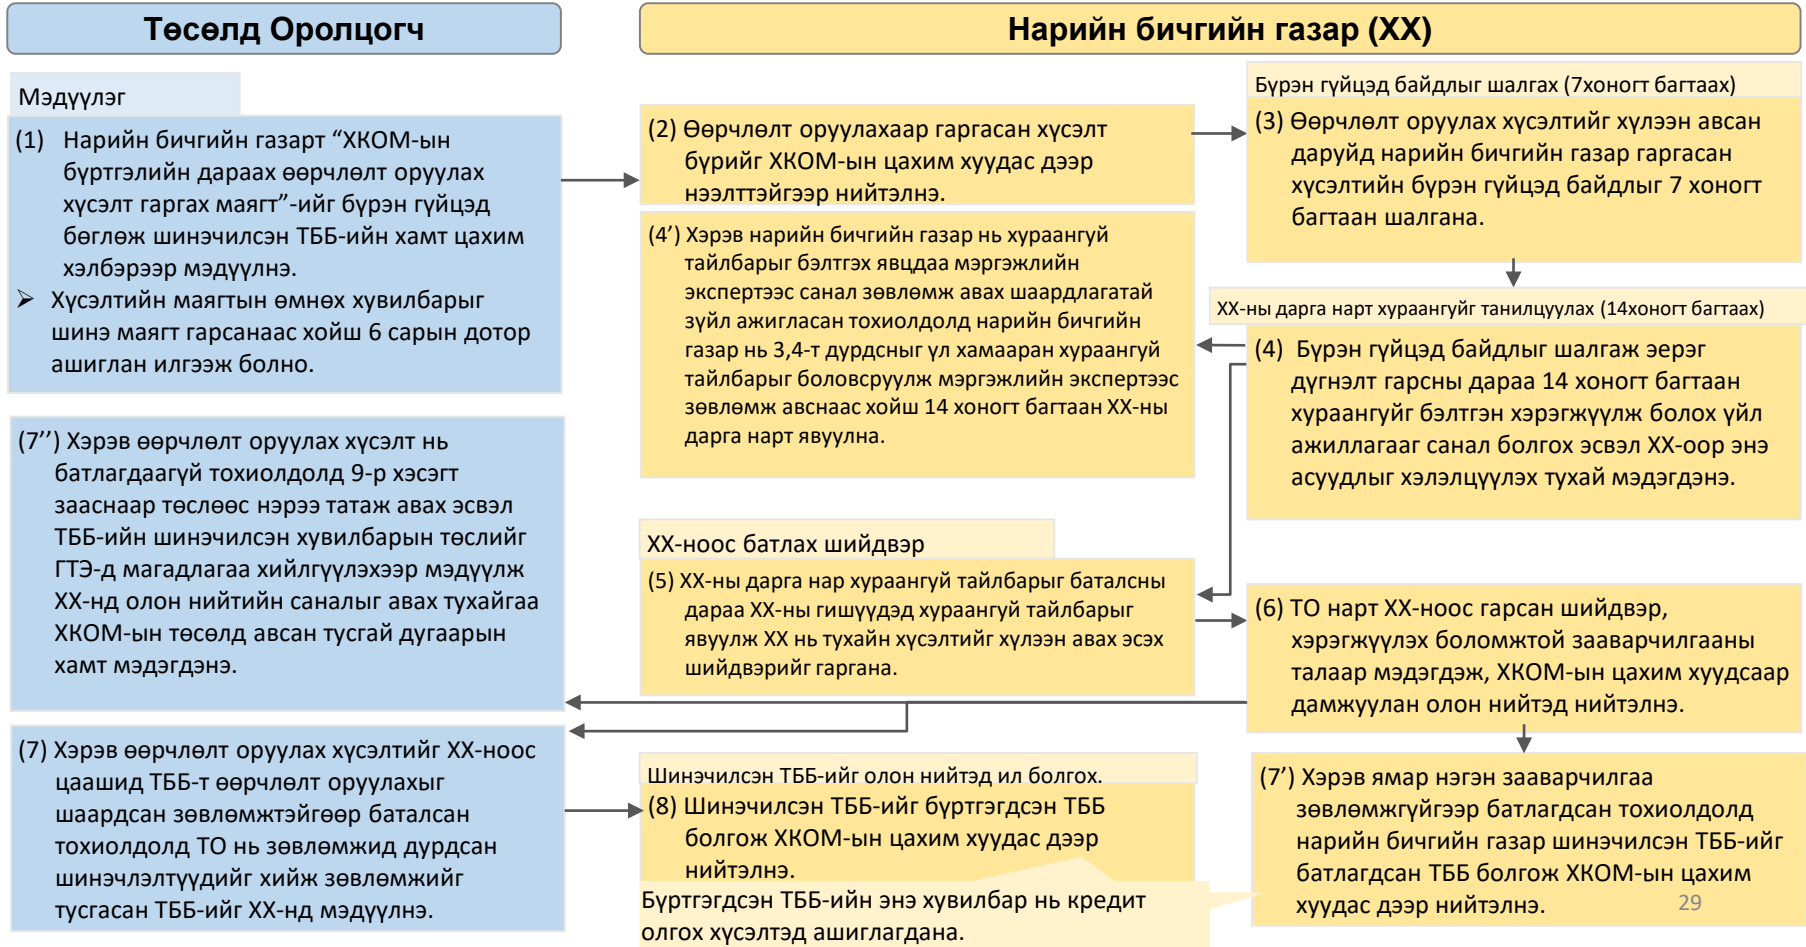 Төсөлд Оролцогч
Нарийн бичгийн газар (ХХ)
Мэдүүлэг
(1) Нарийн бичгийн газарт “ХКОМ-ын
бүртгэлийн дараах өөрчлөлт оруулах
хүсэлт гаргах маягт”-ийг бүрэн гүйцэд
бөглөж шинэчилсэн ТББ-ийн хамт цахим
хэлбэрээр мэдүүлнэ.
➢ Хүсэлтийн маягтын өмнөх хувилбарыг
шинэ маягт гарсанаас хойш 6 сарын дотор
ашиглан илгээж болно.
(2) Өөрчлөлт оруулахаар гаргасан хүсэлт
бүрийг ХКОМ-ын цахим хуудас дээр
нээлттэйгээр нийтэлнэ.
Бүрэн гүйцэд байдлыг шалгах (7хоногт багтаах)
(3) Өөрчлөлт оруулах хүсэлтийг хүлээн авсан
даруйд нарийн бичгийн газар гаргасан
хүсэлтийн бүрэн гүйцэд байдлыг 7 хоногт
багтаан шалгана.
(4’) Хэрэв нарийн бичгийн газар нь хураангуй
тайлбарыг бэлтгэх явцдаа мэргэжлийн
экспертээс санал зөвлөмж авах шаардлагатай
зүйл ажигласан тохиолдолд нарийн бичгийн
газар нь 3,4-т дурдсныг үл хамааран хураангуй
тайлбарыг боловсруулж мэргэжлийн экспертээс
зөвлөмж авснаас хойш 14 хоногт багтаан ХХ-ны
дарга нарт явуулна.
ХХ-ны дарга нарт хураангуйг танилцуулах (14хоногт багтаах)
(4) Бүрэн гүйцэд байдлыг шалгаж эерэг
дүгнэлт гарсны дараа 14 хоногт багтаан
хураангуйг бэлтгэн хэрэгжүүлж болох үйл
ажиллагааг санал болгох эсвэл ХХ-оор энэ
асуудлыг хэлэлцүүлэх тухай мэдэгдэнэ.
(7’’) Хэрэв өөрчлөлт оруулах хүсэлт нь
батлагдаагүй тохиолдолд 9-р хэсэгт
зааснаар төслөөс нэрээ татаж авах эсвэл
ТББ-ийн шинэчилсэн хувилбарын төслийг
ГТЭ-д магадлагаа хийлгүүлэхээр мэдүүлж
ХХ-нд олон нийтийн саналыг авах тухайгаа
ХКОМ-ын төсөлд авсан тусгай дугаарын
хамт мэдэгдэнэ.
ХХ-ноос батлах шийдвэр
(5) ХХ-ны дарга нар хураангуй тайлбарыг баталсны
дараа ХХ-ны гишүүдэд хураангуй тайлбарыг
явуулж ХХ нь тухайн хүсэлтийг хүлээн авах эсэх
шийдвэрийг гаргана.
(6) ТО нарт ХХ-ноос гарсан шийдвэр,
хэрэгжүүлэх боломжтой зааварчилгааны
талаар мэдэгдэж, ХКОМ-ын цахим хуудсаар
дамжуулан олон нийтэд нийтэлнэ.
(7) Хэрэв өөрчлөлт оруулах хүсэлтийг ХХ-ноос
цаашид ТББ-т өөрчлөлт оруулахыг
шаардсан зөвлөмжтэйгөөр баталсан
тохиолдолд ТО нь зөвлөмжид дурдсан
шинэчлэлтүүдийг хийж зөвлөмжийг
тусгасан ТББ-ийг ХХ-нд мэдүүлнэ.
Шинэчилсэн ТББ-ийг олон нийтэд ил болгох.
(8) Шинэчилсэн ТББ-ийг бүртгэгдсэн ТББ
болгож ХКОМ-ын цахим хуудас дээр
нийтэлнэ.
Бүртгэгдсэн ТББ-ийн энэ хувилбар нь кредит
олгох хүсэлтэд ашиглагдана.
(7’) Хэрэв ямар нэгэн зааварчилгаа
зөвлөмжгүйгээр батлагдсан тохиолдолд
нарийн бичгийн газар шинэчилсэн ТББ-ийг
батлагдсан ТББ болгож ХКОМ-ын цахим
хуудас дээр нийтэлнэ.
29